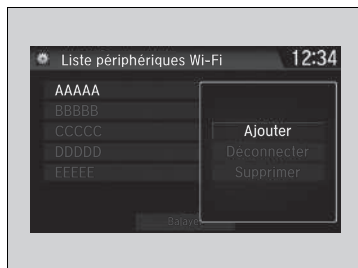 Liste périphériques Wi-Fi
12:34
AAAAA
BBBBB
CCCCC
DDDDD
EEEEE
Ajouter
Déconnecter
Supprimer